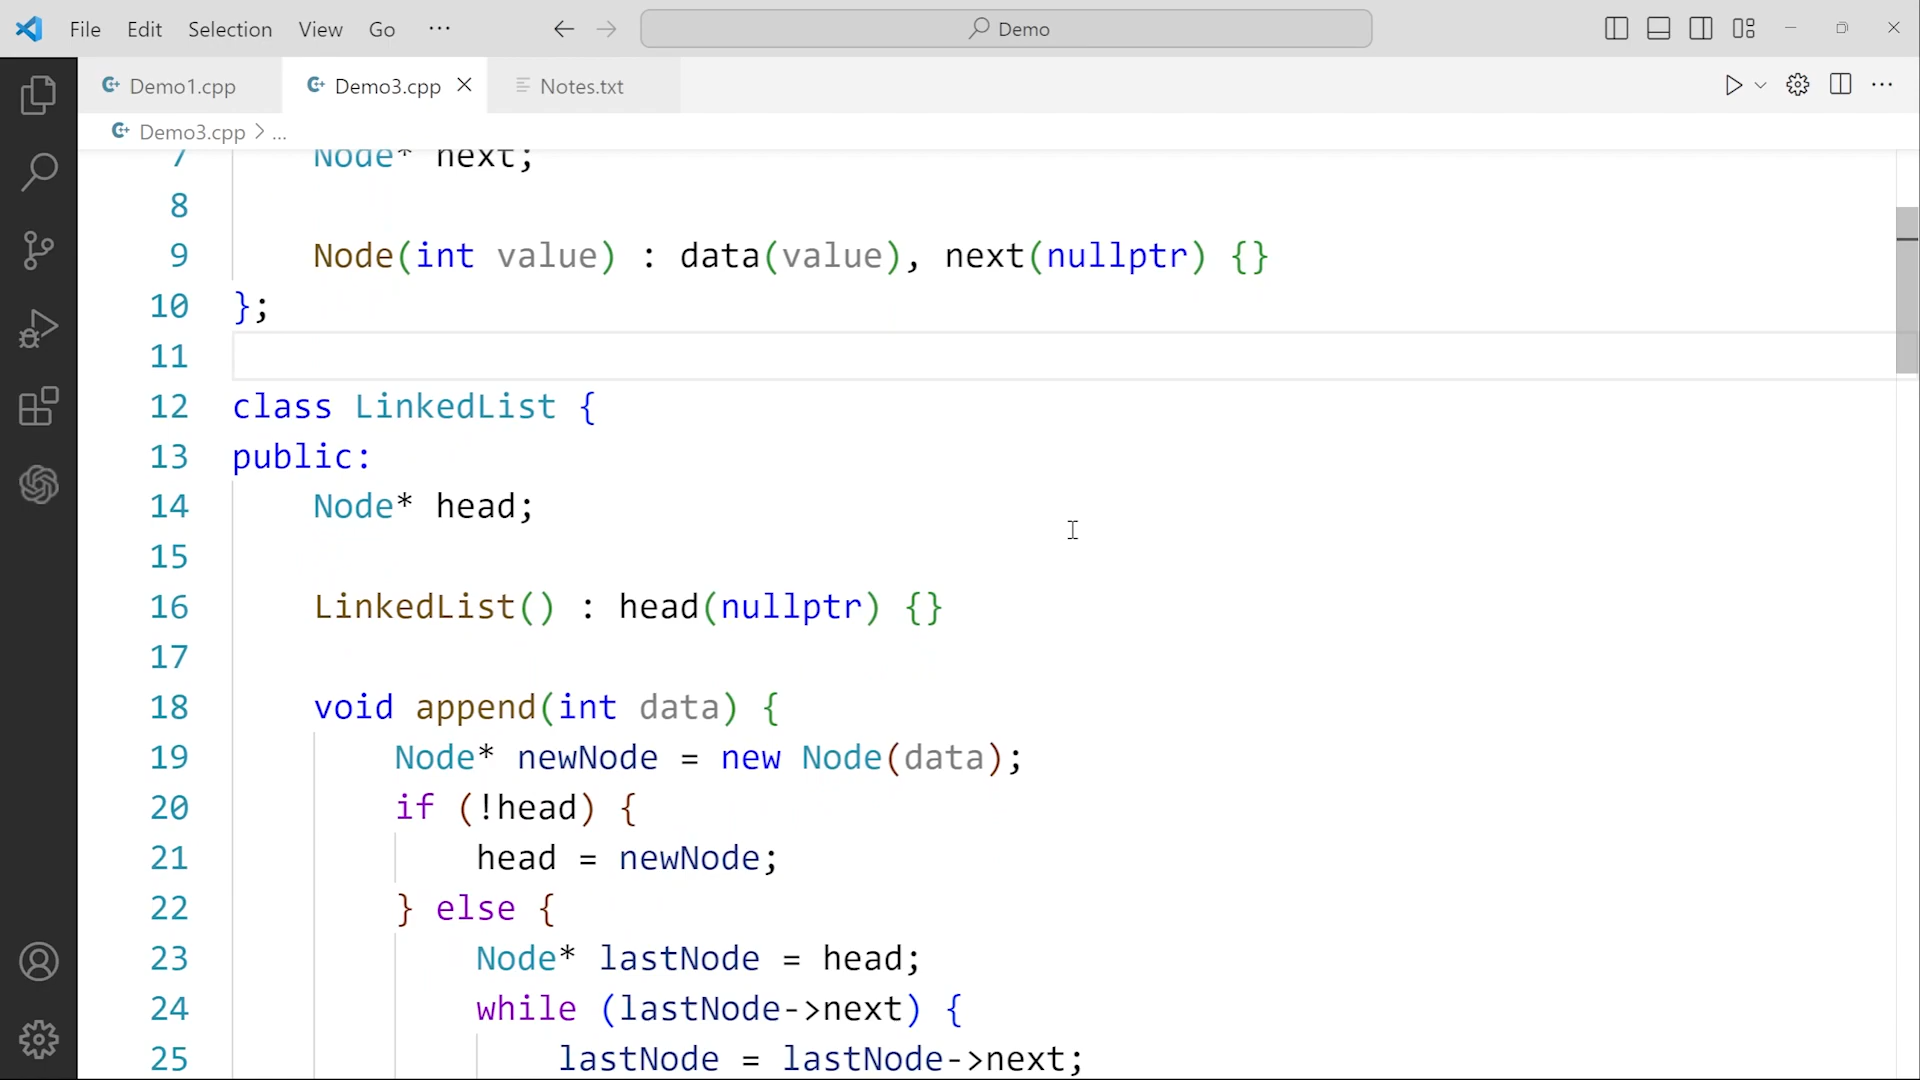 File Edit Selection View Go ··· Demo
Demo1.cpp Demo3.cpp Notes.txt
Demo3.cpp > ...
7 Node* next;
8
9 Node(int value) : data(value), next(nullptr) {}
10 };
11
12 class LinkedList {
13 public:
14 Node* head;
15
16 LinkedList() : head(nullptr) {}
17
18 void append(int data) {
19 Node* newNode = new Node(data);
20 if (!head) {
21 head = newNode;
22 } else {
23 Node* lastNode = head;
24 while (lastNode->next) {
25 lastNode = lastNode->next;